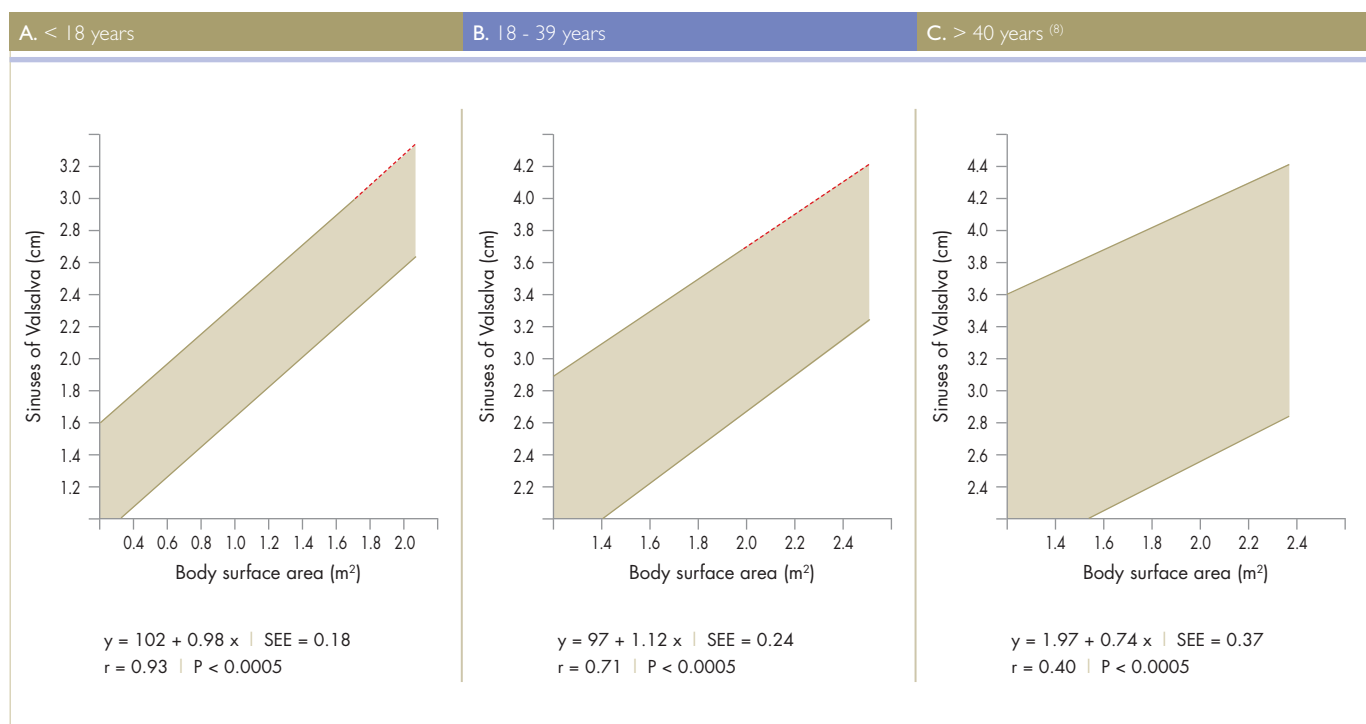 A. < 18 years
B. 18 - 39 years
C. > 40 years (8)
Sinuses of Valsalva (cm)
3.2
3.0
2.8
2.6
2.4
2.2
2.0
1.8
1.6
1.4
1.2
0.4 0.6 0.8 1.0 1.2 1.4 1.6 1.8 2.0
Body surface area (m²)
y = 102 + 0.98 x | SEE = 0.18
r = 0.93 | P < 0.0005
Sinuses of Valsalva (cm)
4.2
4.0
3.8
3.6
3.4
3.2
3.0
2.8
2.6
2.4
2.2
1.4 1.6 1.8 2.0 2.2 2.4
Body surface area (m²)
y = 97 + 1.12 x | SEE = 0.24
r = 0.71 | P < 0.0005
Sinuses of Valsalva (cm)
4.4
4.2
4.0
3.8
3.6
3.4
3.2
3.0
2.8
2.6
2.4
1.4 1.6 1.8 2.0 2.2 2.4
Body surface area (m²)
y = 1.97 + 0.74 x | SEE = 0.37
r = 0.40 | P < 0.0005